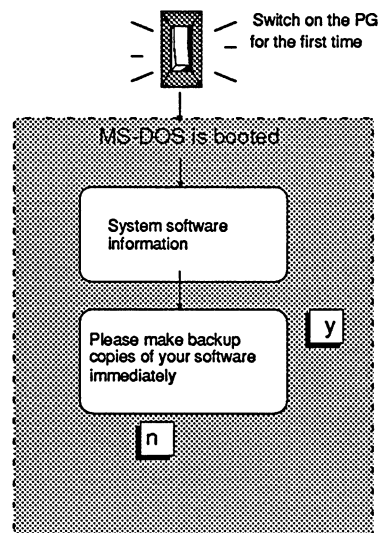 Switch on the PG
for the first time
MS-DOS is booted
System software
information
Please make backup
copies of your software
immediately
y
n